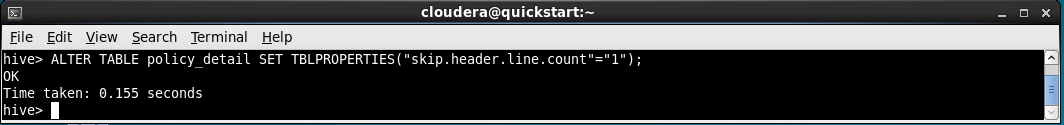 cloudera@quickstart:~
File Edit View Search Terminal Help
hive> ALTER TABLE policy_detail SET TBLPROPERTIES("skip.header.line.count"="1");
OK
Time taken: 0.155 seconds
hive>